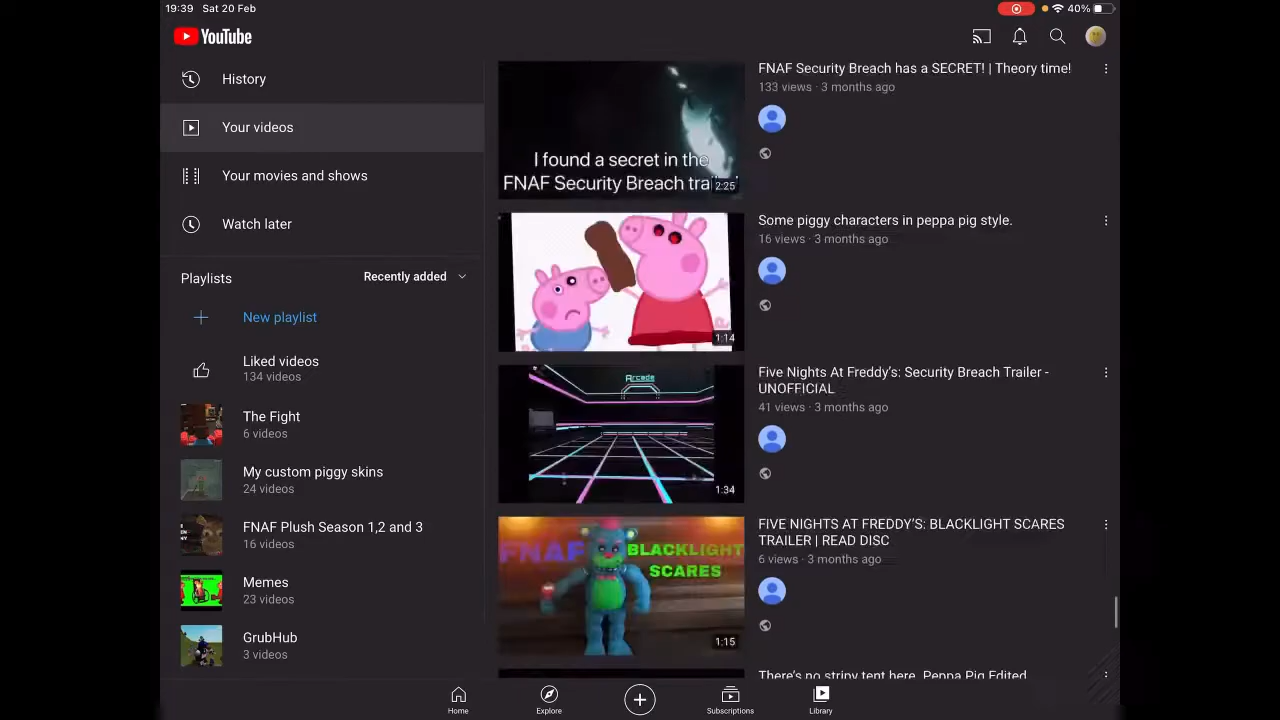 19:39 Sat 20 Feb
40%
YouTube
History
Your videos
Your movies and shows
Watch later
Playlists
Recently added
New playlist
Liked videos
134 videos
The Fight
6 videos
My custom piggy skins
24 videos
FNAF Plush Season 1,2 and 3
16 videos
Memes
23 videos
GrubHub
3 videos
I found a secret in the
FNAF Security Breach
2:25
FNAF Security Breach has a SECRET! | Theory time!
133 views · 3 months ago
1:14
Some piggy characters in peppa pig style.
16 views · 3 months ago
Arcade
1:34
Five Nights At Freddy's: Security Breach Trailer -
UNOFFICIAL
41 views · 3 months ago
FNAF BLACKLIGHT
SCARES
1:15
FIVE NIGHTS AT FREDDY'S: BLACKLIGHT SCARES
TRAILER | READ DISC
6 views · 3 months ago
There's no stripy tent here. Peppa Pig Edited
Home
Explore
Subscriptions
Library